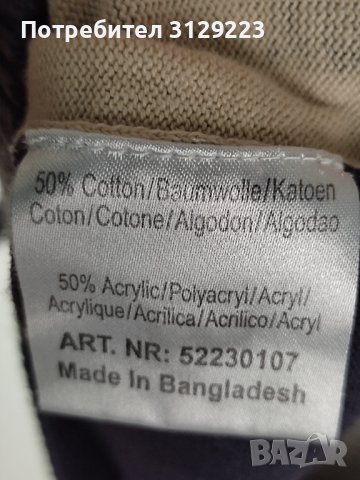 Потребител 3129223
50% Cotton/Baumwolle/Katoen
Coton/Cotone/Algodon/Algodao
50% Acrylic/Polyacryl/Acryl/
Acrylique/Acrilica/Acrilico/Acryl
ART. NR: 52230107
Made In Bangladesh
BAZAR